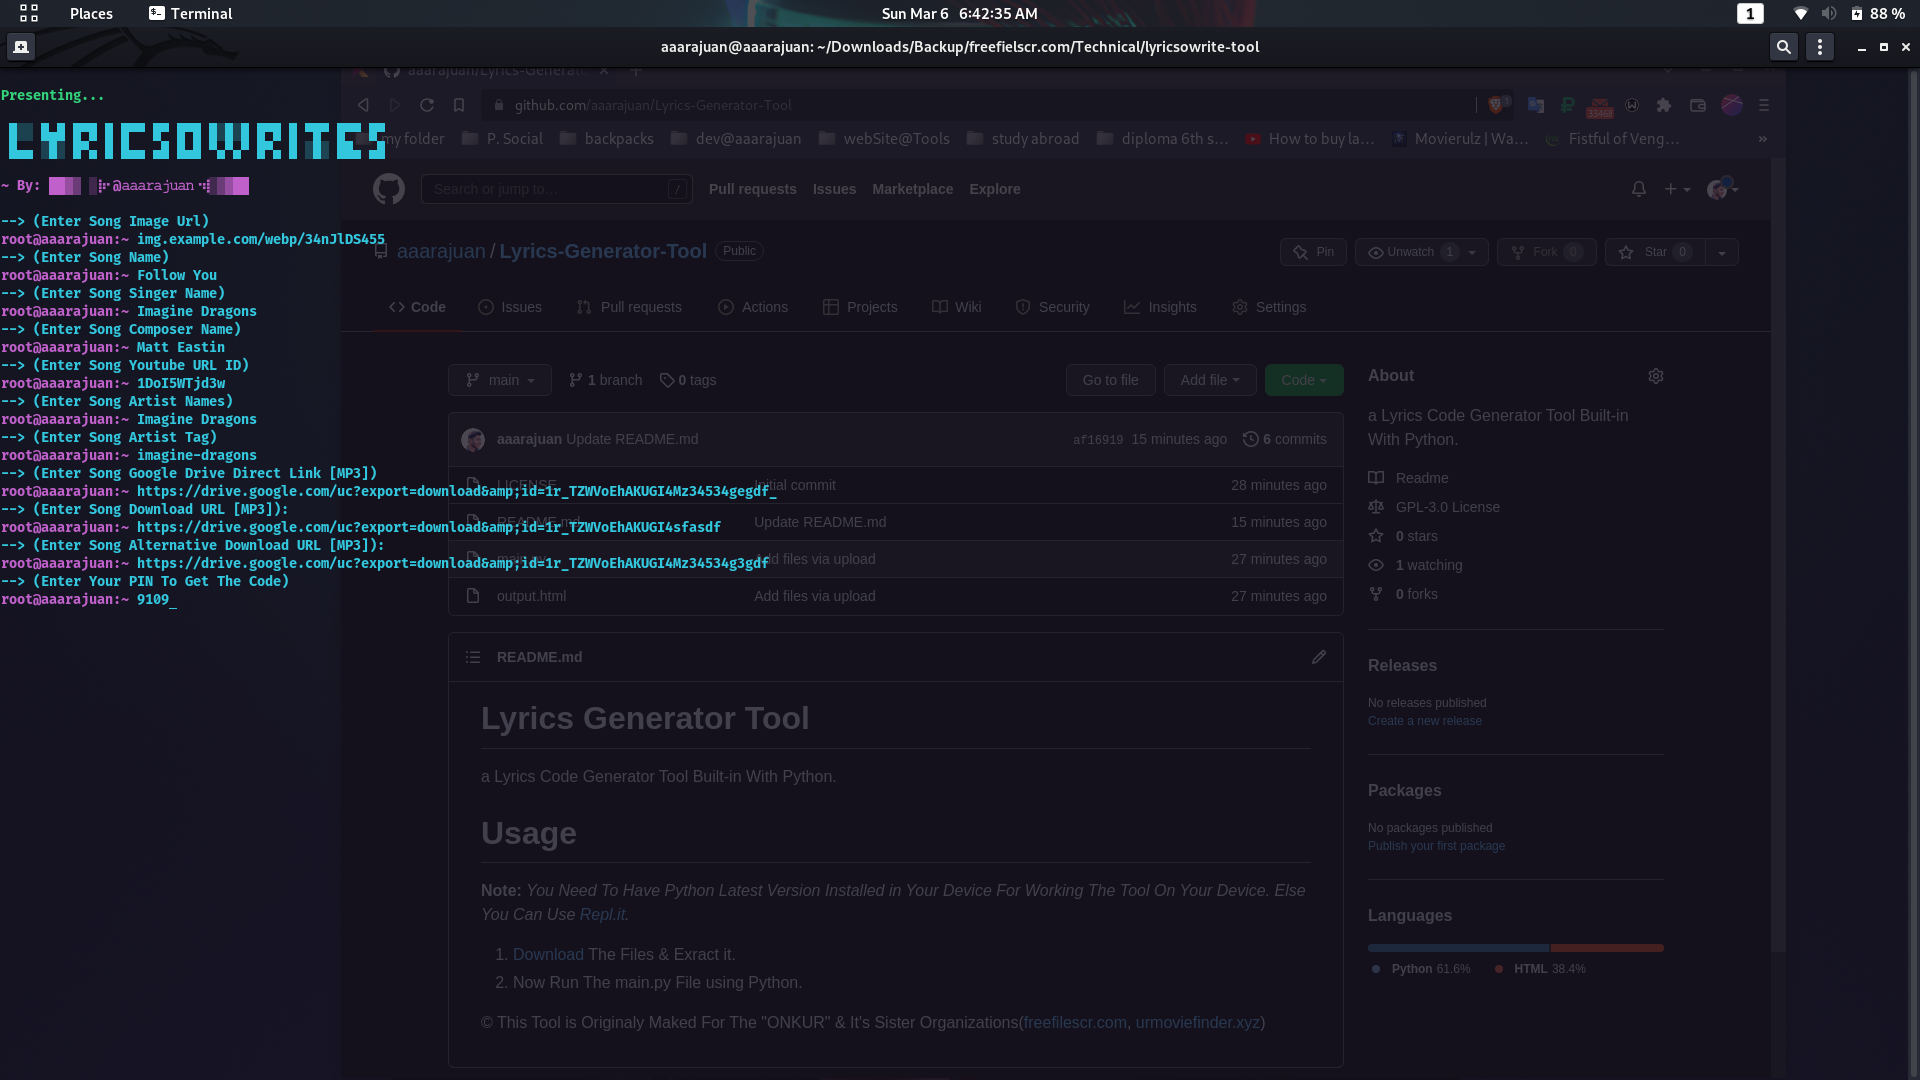 Places
Terminal
Sun Mar 6 6:42:35 AM
1
88 %
aaarajuan@aaarajuan: ~/Downloads/Backup/freefielscr.com/Technical/lyricsowrite-tool
Presenting...
LYRICSOWRITES
~ By: @aaarajuan
--> (Enter Song Image Url)
root@aaarajuan:~ img.example.com/webp/34nJlDS455
--> (Enter Song Name)
root@aaarajuan:~ Follow You
--> (Enter Song Singer Name)
root@aaarajuan:~ Imagine Dragons
--> (Enter Song Composer Name)
root@aaarajuan:~ Matt Eastin
--> (Enter Song Youtube URL ID)
root@aaarajuan:~ 1DoI5WTjd3w
--> (Enter Song Artist Names)
root@aaarajuan:~ Imagine Dragons
--> (Enter Song Artist Tag)
root@aaarajuan:~ imagine-dragons
--> (Enter Song Google Drive Direct Link [MP3])
root@aaarajuan:~ https://drive.google.com/uc?export=download&amp;id=1r_TZWVoEhAKUGI4Mz34534gegdf_
--> (Enter Song Download URL [MP3]):
root@aaarajuan:~ https://drive.google.com/uc?export=download&amp;id=1r_TZWVoEhAKUGI4sfasdf
--> (Enter Song Alternative Download URL [MP3]):
root@aaarajuan:~ https://drive.google.com/uc?export=download&amp;id=1r_TZWVoEhAKUGI4Mz34534g3gdf
--> (Enter Your PIN To Get The Code)
root@aaarajuan:~ 9109_
aaarajuan/Lyrics-Generato
github.com/aaarajuan/Lyrics-Generator-Tool
1
33468
my folder P. Social backpacks dev@aaarajuan webSite@Tools study abroad diploma 6th s... How to buy la... Movierulz | Wa... Fistful of Veng... »
Search or jump to... /
Pull requests Issues Marketplace Explore
aaarajuan / Lyrics-Generator-Tool Public
Pin Unwatch 1 Fork 0 Star 0
Code Issues Pull requests Actions Projects Wiki Security Insights Settings
main 1 branch 0 tags
Go to file Add file Code
aaarajuan Update README.md af16919 15 minutes ago 6 commits
LICENSE Initial commit 28 minutes ago
README.md Update README.md 15 minutes ago
main.py Add files via upload 27 minutes ago
output.html Add files via upload 27 minutes ago
README.md
Lyrics Generator Tool
a Lyrics Code Generator Tool Built-in With Python.
Usage
Note: You Need To Have Python Latest Version Installed in Your Device For Working The Tool On Your Device. Else
You Can Use Repl.it.
1. Download The Files & Exract it.
2. Now Run The main.py File using Python.
© This Tool is Originaly Maked For The "ONKUR" & It's Sister Organizations(freefilescr.com, urmoviefinder.xyz)
About
a Lyrics Code Generator Tool Built-in
With Python.
Readme
GPL-3.0 License
0 stars
1 watching
0 forks
Releases
No releases published
Create a new release
Packages
No packages published
Publish your first package
Languages
Python 61.6% HTML 38.4%